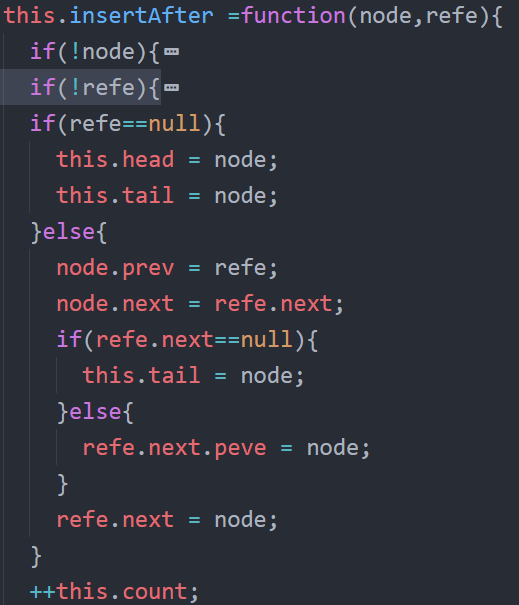 this.insertAfter =function(node,refe){
if(!node){⋯
if(!refe){⋯
if(refe==null){
this.head = node;
this.tail = node;
}else{
node.prev = refe;
node.next = refe.next;
if(refe.next==null){
this.tail = node;
}else{
refe.next.peve = node;
}
refe.next = node;
}
++this.count;